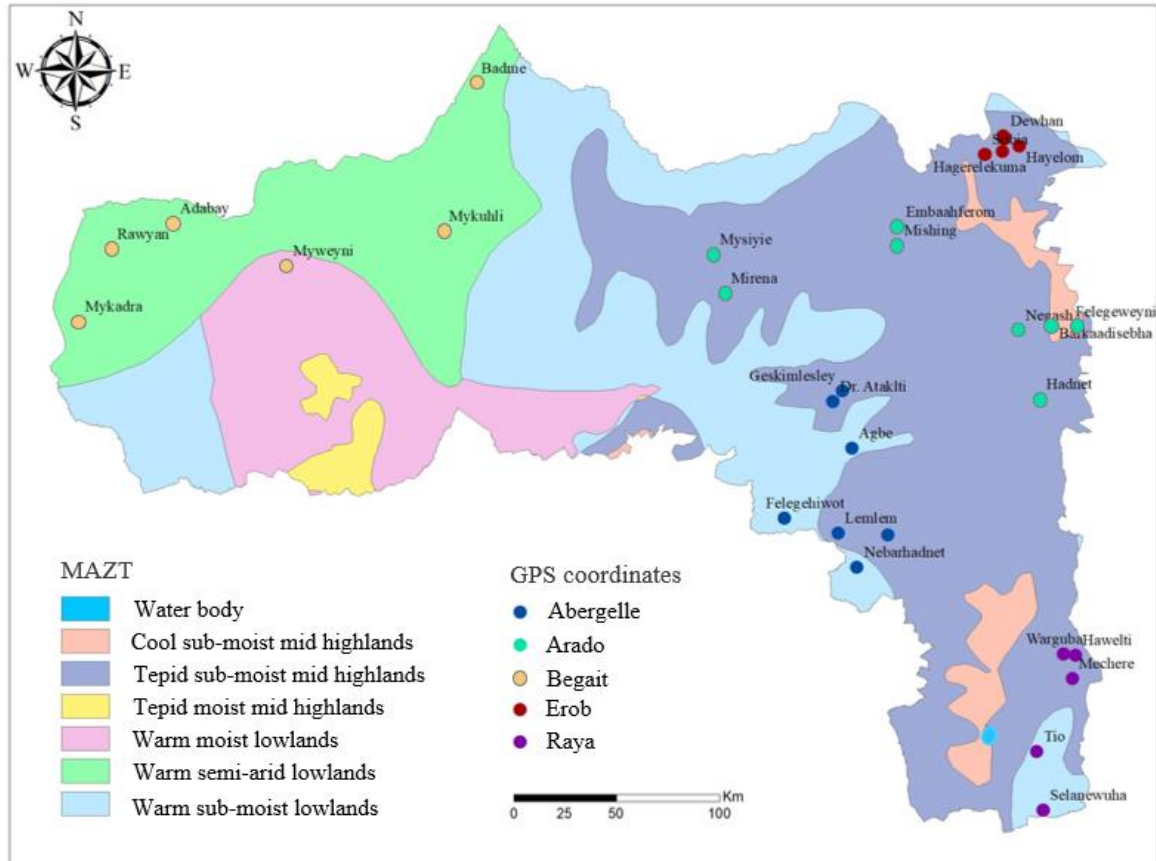 N
W E
S
Badme
Dewhan
Sebia
Hayelom
Hagerelekuma
Adabay
Embaahferom
Mykuhli
Mishing
Rawyan
Mysiyie
Myweyni
Mirena
Mykadra
Negash Felegeweyni
Barkaadisebha
Geskimlesley
Dr. Ataklti
Hadnet
Agbe
Felegehiwot
Lemlem
Nebarhadnet
Warguba Hawelti
Mechere
Tio
Selanewuha
MAZT
Water body
Cool sub-moist mid highlands
Tepid sub-moist mid highlands
Tepid moist mid highlands
Warm moist lowlands
Warm semi-arid lowlands
Warm sub-moist lowlands
GPS coordinates
Abergelle
Arado
Begait
Erob
Raya
Km
0 25 50 100